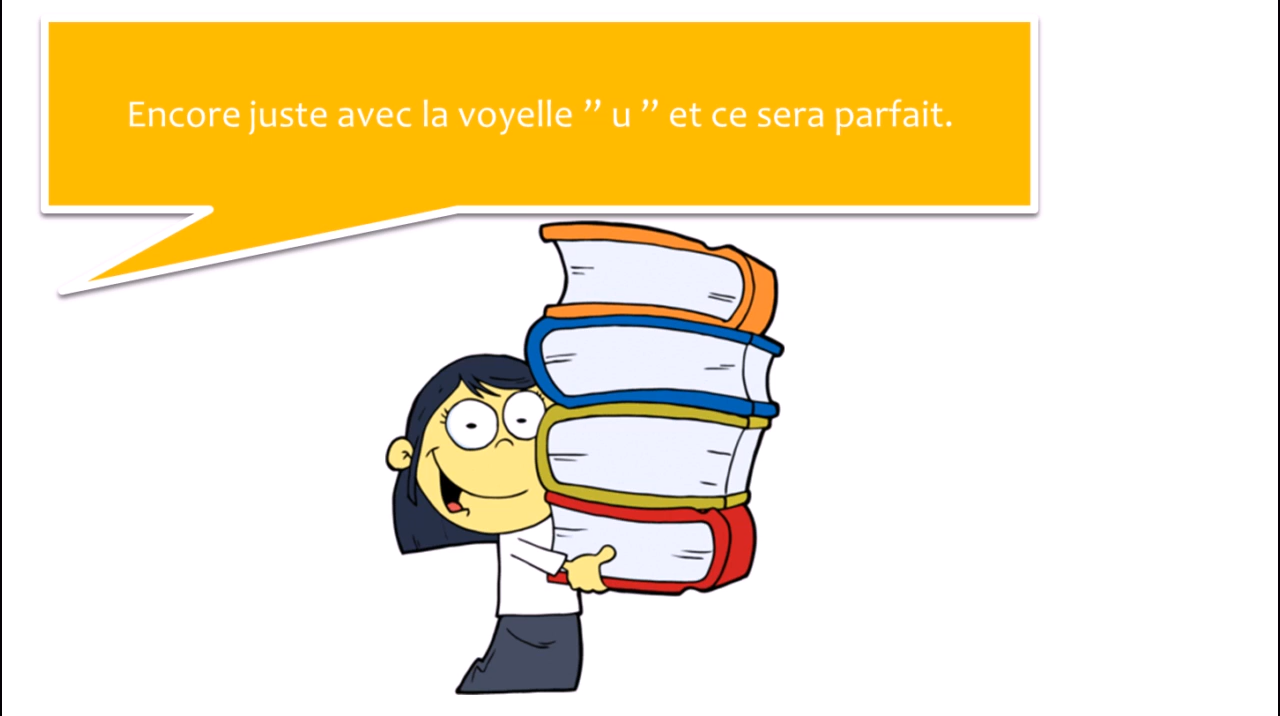 Encore juste avec la voyelle ” u ” et ce sera parfait.